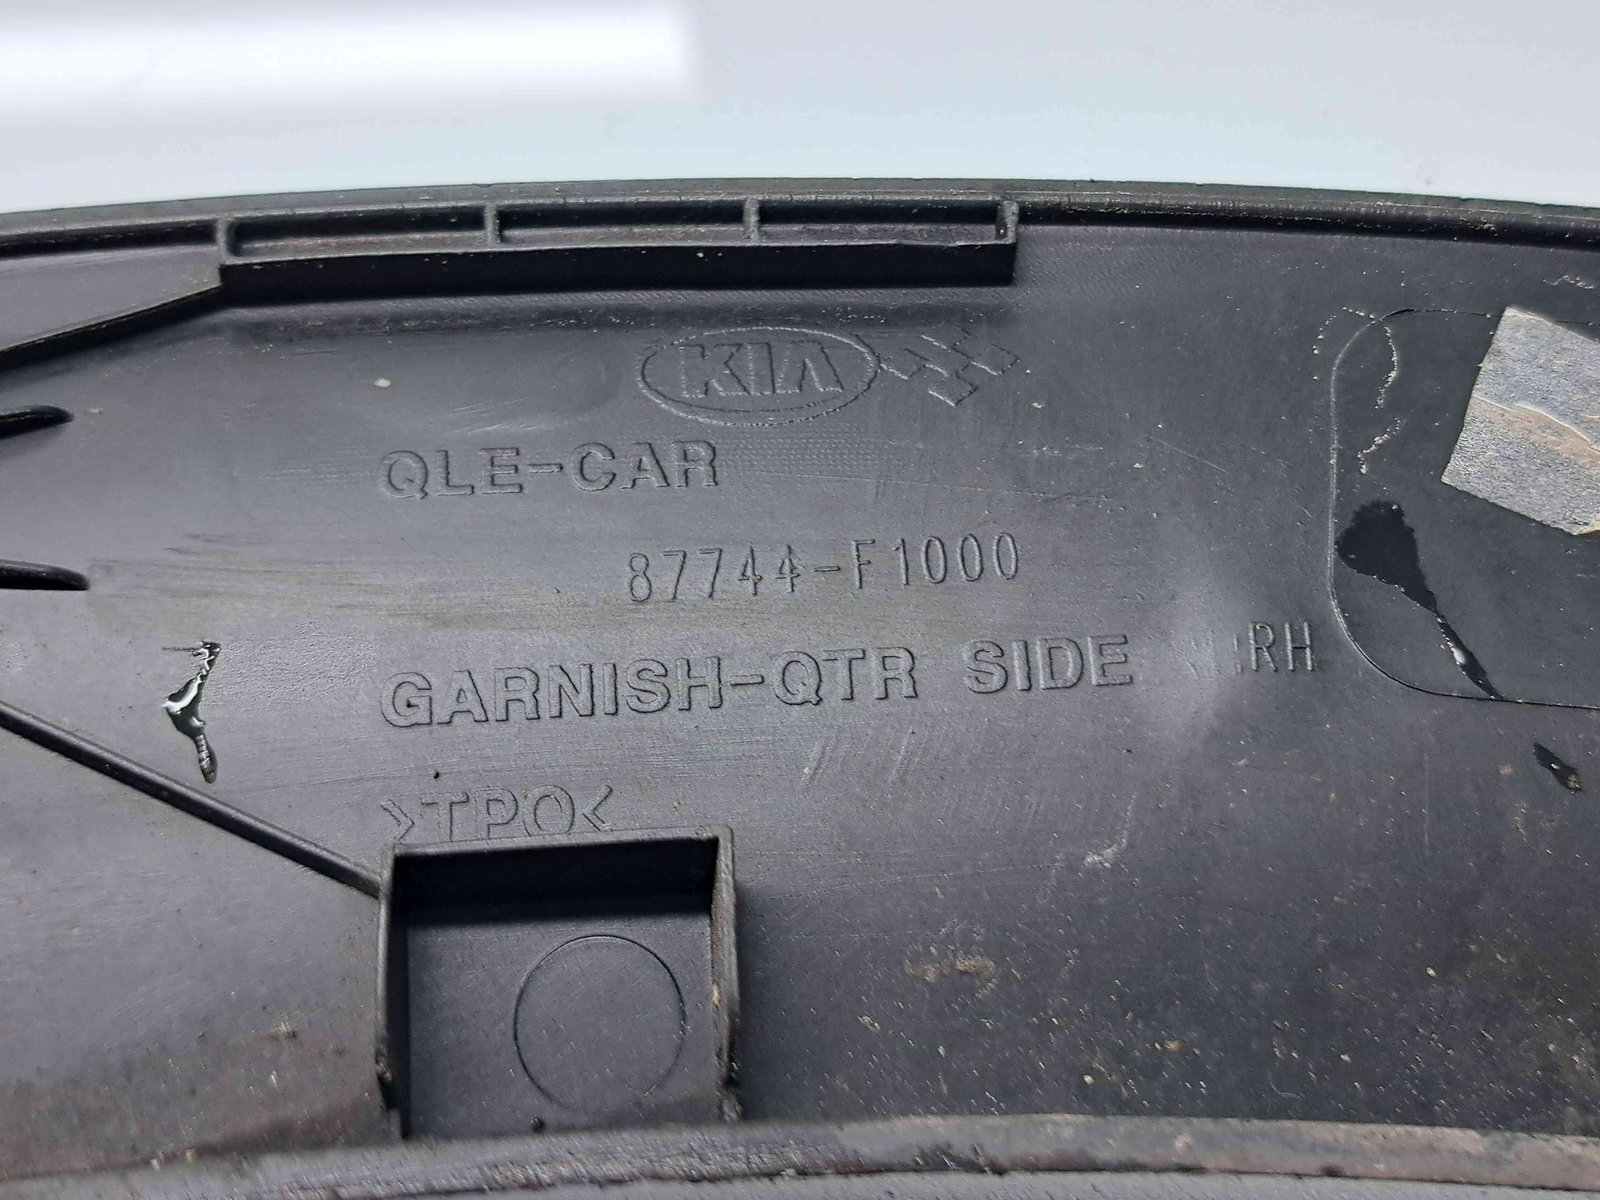 KIA
QLE-CAR
87744-F1000
GARNISH-QTR SIDE RH
>TPO<